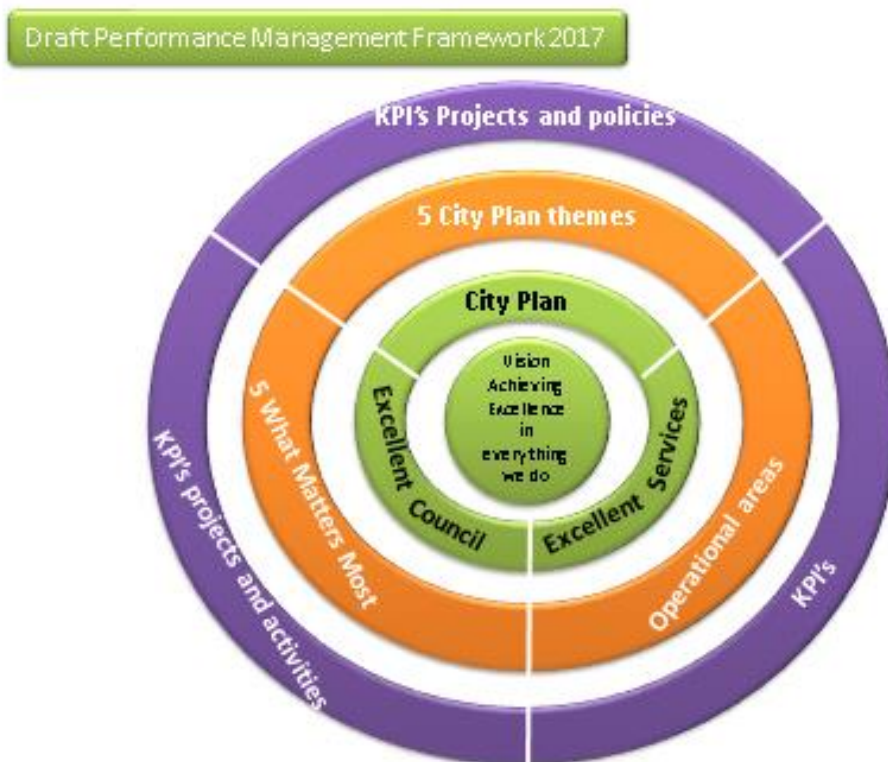 Draft Performance Management Framework 2017
KPI's Projects and policies
5 City Plan themes
City Plan
Vision
Achieving
Excellence
in
everything
we do
Excellent Council
Excellent Services
5 What Matters Most
Operational areas
KPI's projects and activities
KPI's